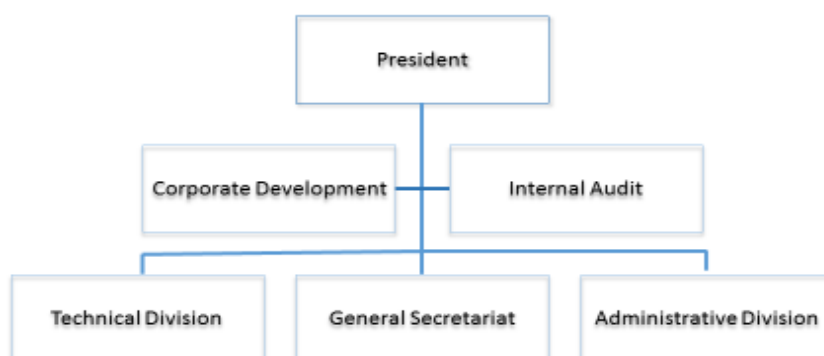 President
Corporate Development
Internal Audit
Technical Division
General Secretariat
Administrative Division